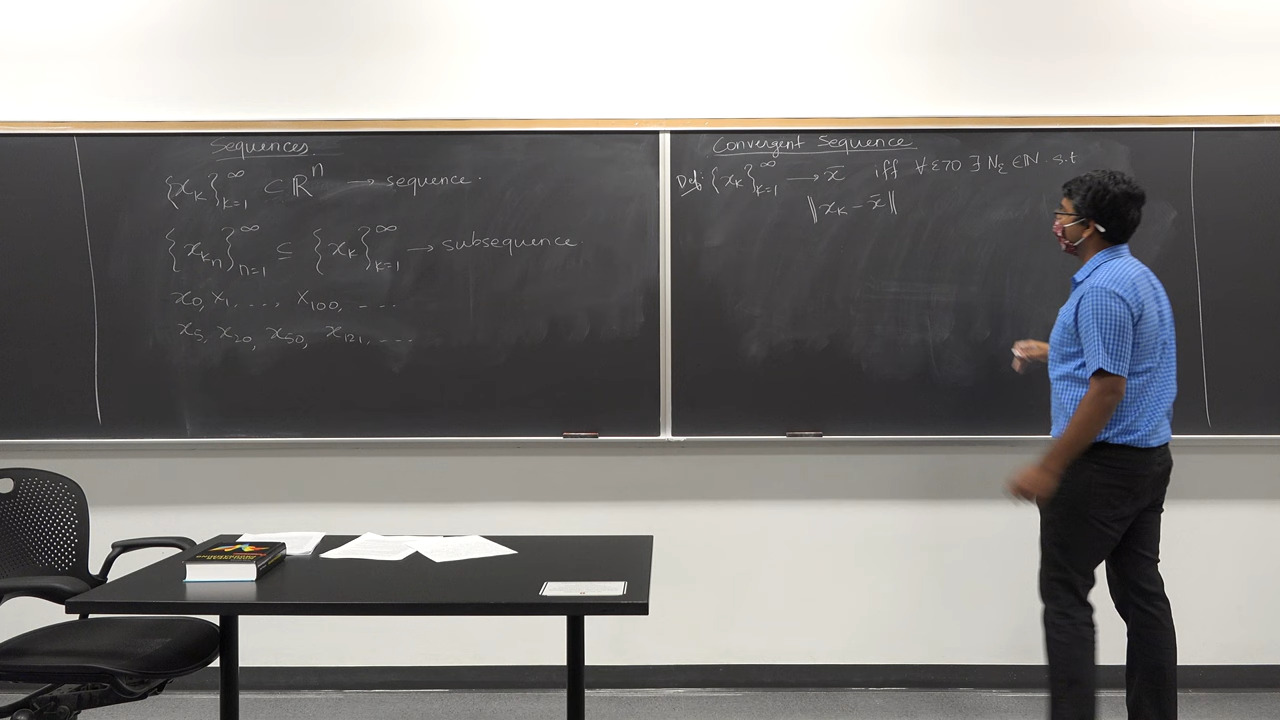 Sequences
{x_k}_{k=1}^∞ ⊂ ℝ^n → sequence.
{x_{k_n}}_{n=1}^∞ ⊆ {x_k}_{k=1}^∞ → subsequence.
x_0, x_1, ..., x_100, ....
x_5, x_20, x_50, x_121, ....
Convergent Sequence
Def: {x_k}_{k=1}^∞ → x̄ iff ∀ ε>0 ∃ N_ε ∈ ℕ s.t
‖x_k − x̄‖